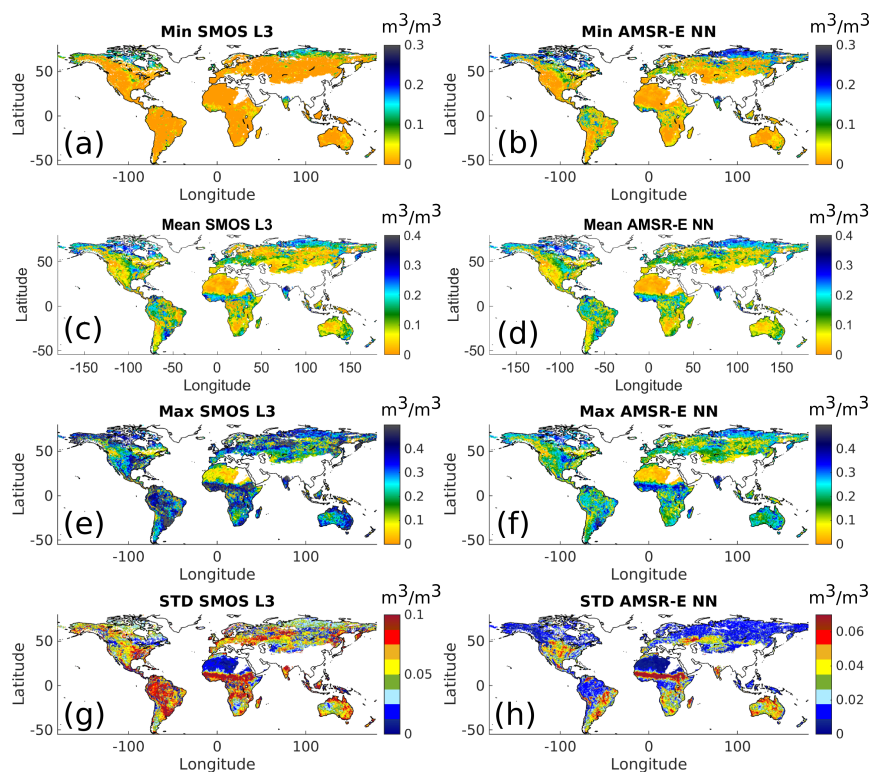 Min SMOS L3
m³/m³
Latitude
50
0
-50
(a)
-100
0
100
Longitude
0.3
0.2
0.1
0
Min AMSR-E NN
m³/m³
Latitude
50
0
-50
(b)
-100
0
100
Longitude
0.3
0.2
0.1
0
Mean SMOS L3
m³/m³
Latitude
50
0
-50
(c)
-150
-100
-50
0
50
100
150
Longitude
0.4
0.3
0.2
0.1
0
Mean AMSR-E NN
m³/m³
Latitude
50
0
-50
(d)
-150
-100
-50
0
50
100
150
Longitude
0.4
0.3
0.2
0.1
0
Max SMOS L3
m³/m³
Latitude
50
0
-50
(e)
-100
0
100
Longitude
0.4
0.3
0.2
0.1
0
Max AMSR-E NN
m³/m³
Latitude
50
0
-50
(f)
-100
0
100
Longitude
0.4
0.3
0.2
0.1
0
STD SMOS L3
m³/m³
Latitude
50
0
-50
(g)
-100
0
100
Longitude
0.1
0.05
0
STD AMSR-E NN
m³/m³
Latitude
50
0
-50
(h)
-100
0
100
Longitude
0.06
0.04
0.02
0